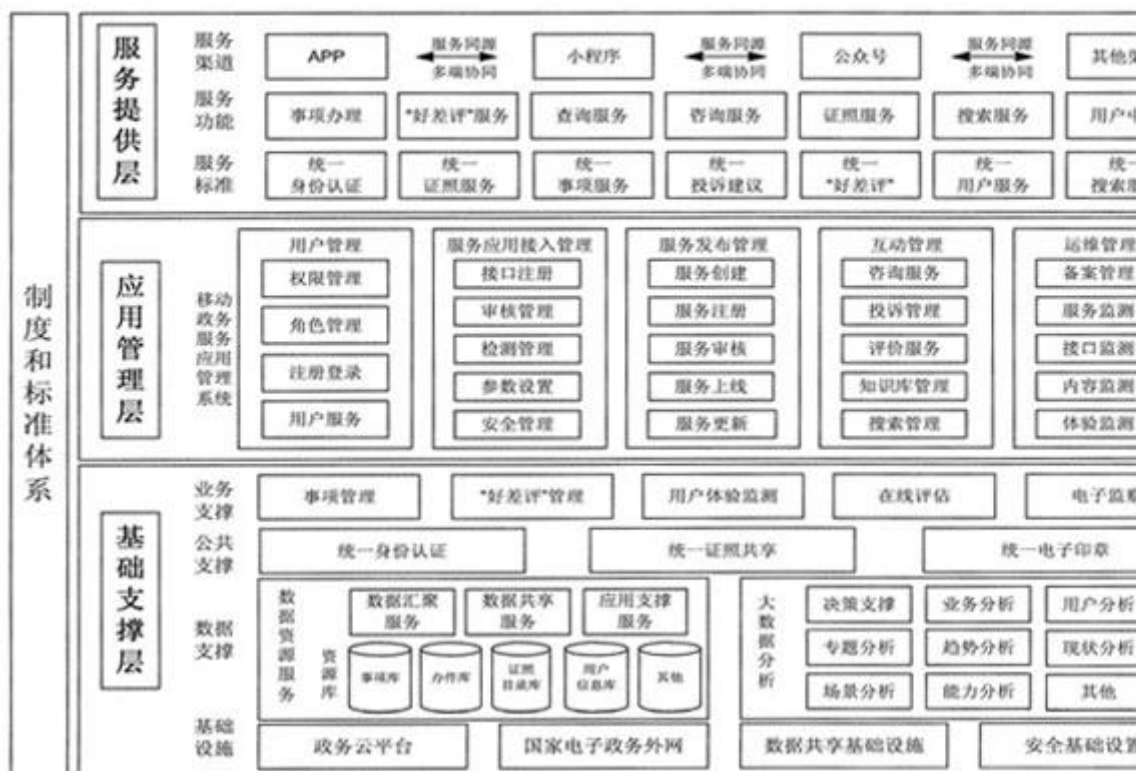 制度和标准体系
服务提供层
服务
渠道
APP
服务同源
多端协同
小程序
服务同源
多端协同
公众号
服务同源
多端协同
其他
服务
功能
事项办理
"好差评"服务
查询服务
咨询服务
证照服务
搜索服务
用户
服务
标准
统一
身份认证
统一
证照服务
统一
事项服务
统一
投诉建议
统一
"好差评"
统一
用户服务
统一
搜索
应用管理层
移动
政务
服务
应用
管理
系统
用户管理
权限管理
角色管理
注册登录
用户服务
服务应用接入管理
接口注册
审核管理
检测管理
参数设置
安全管理
服务发布管理
服务创建
服务注册
服务审核
服务上线
服务更新
互动管理
咨询服务
投诉管理
评价服务
知识库管理
搜索管理
运维管理
备案管理
服务监测
接口监测
内容监测
体验监测
基础支撑层
业务
支撑
事项管理
"好差评"管理
用户体验监测
在线评估
电子监
公共
支撑
统一身份认证
统一证照共享
统一电子印章
数据
支撑
数据资源服务
数据汇聚
服务
数据共享
服务
应用支撑
服务
资源库
事项库
办件库
证照
目录库
用户
信息库
其他
大数据分析
决策支撑
业务分析
用户分析
专题分析
趋势分析
现状分析
场景分析
能力分析
其他
基础
设施
政务云平台
国家电子政务外网
数据共享基础设施
安全基础设置